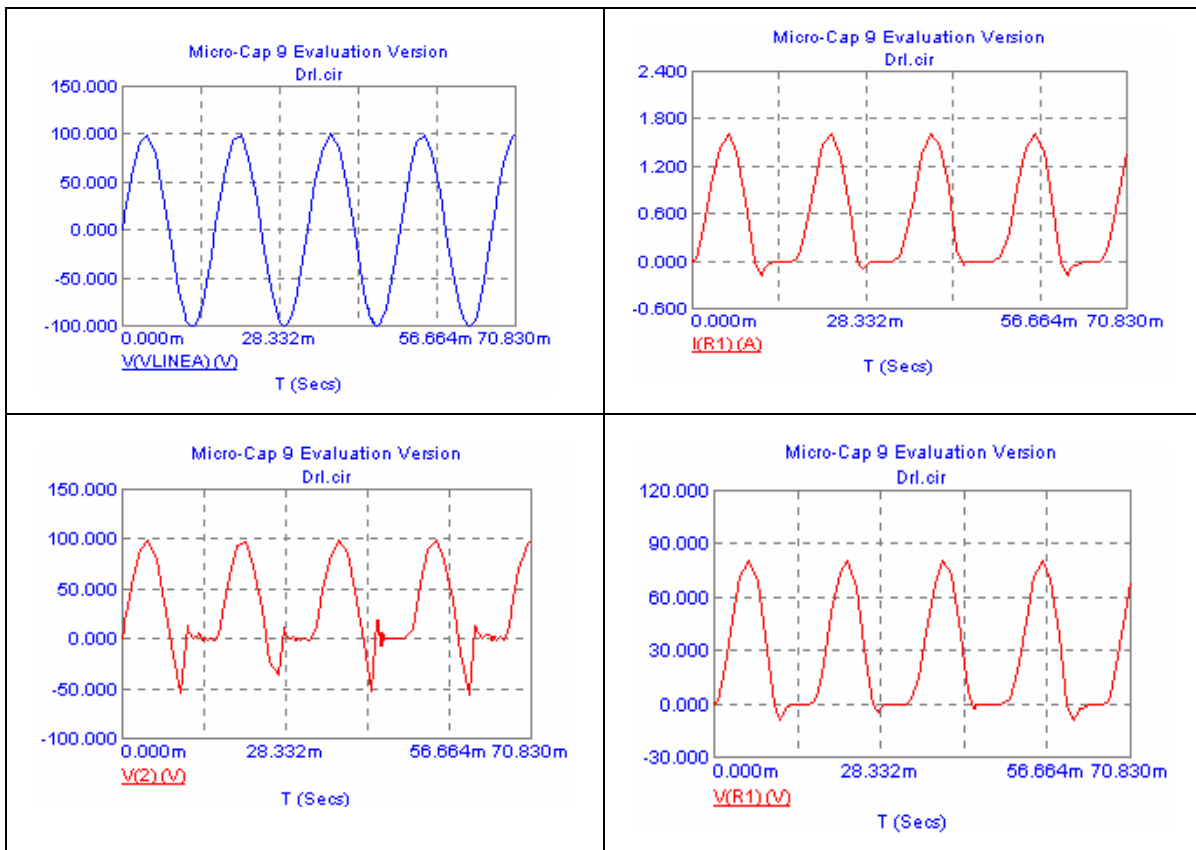 Micro-Cap 9 Evaluation Version
Drl.cir
150.000
100.000
50.000
0.000
-50.000
-100.000
0.000m 28.332m 56.664m 70.830m
V(VLINEA) (V)
T (Secs)
Micro-Cap 9 Evaluation Version
Drl.cir
2.400
1.800
1.200
0.600
0.000
-0.600
0.000m 28.332m 56.664m 70.830m
I(R1) (A)
T (Secs)
Micro-Cap 9 Evaluation Version
Drl.cir
150.000
100.000
50.000
0.000
-50.000
-100.000
0.000m 28.332m 56.664m 70.830m
V(2) (V)
T (Secs)
Micro-Cap 9 Evaluation Version
Drl.cir
120.000
90.000
60.000
30.000
0.000
-30.000
0.000m 28.332m 56.664m 70.830m
V(R1) (V)
T (Secs)